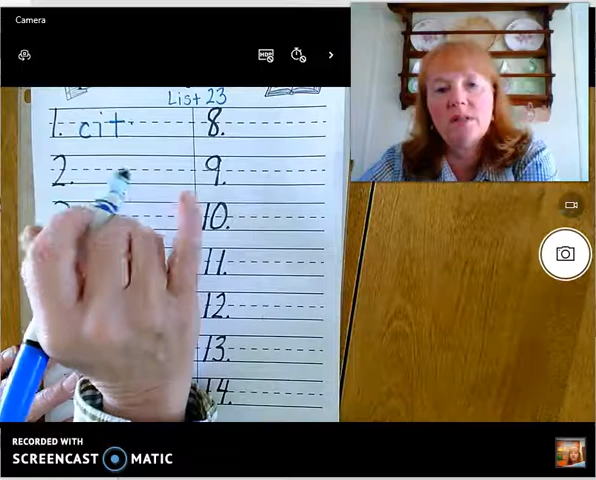 Camera
List 23
1. cit
8.
2.
9.
10.
11.
12.
13.
14.
RECORDED WITH
SCREENCAST MATIC